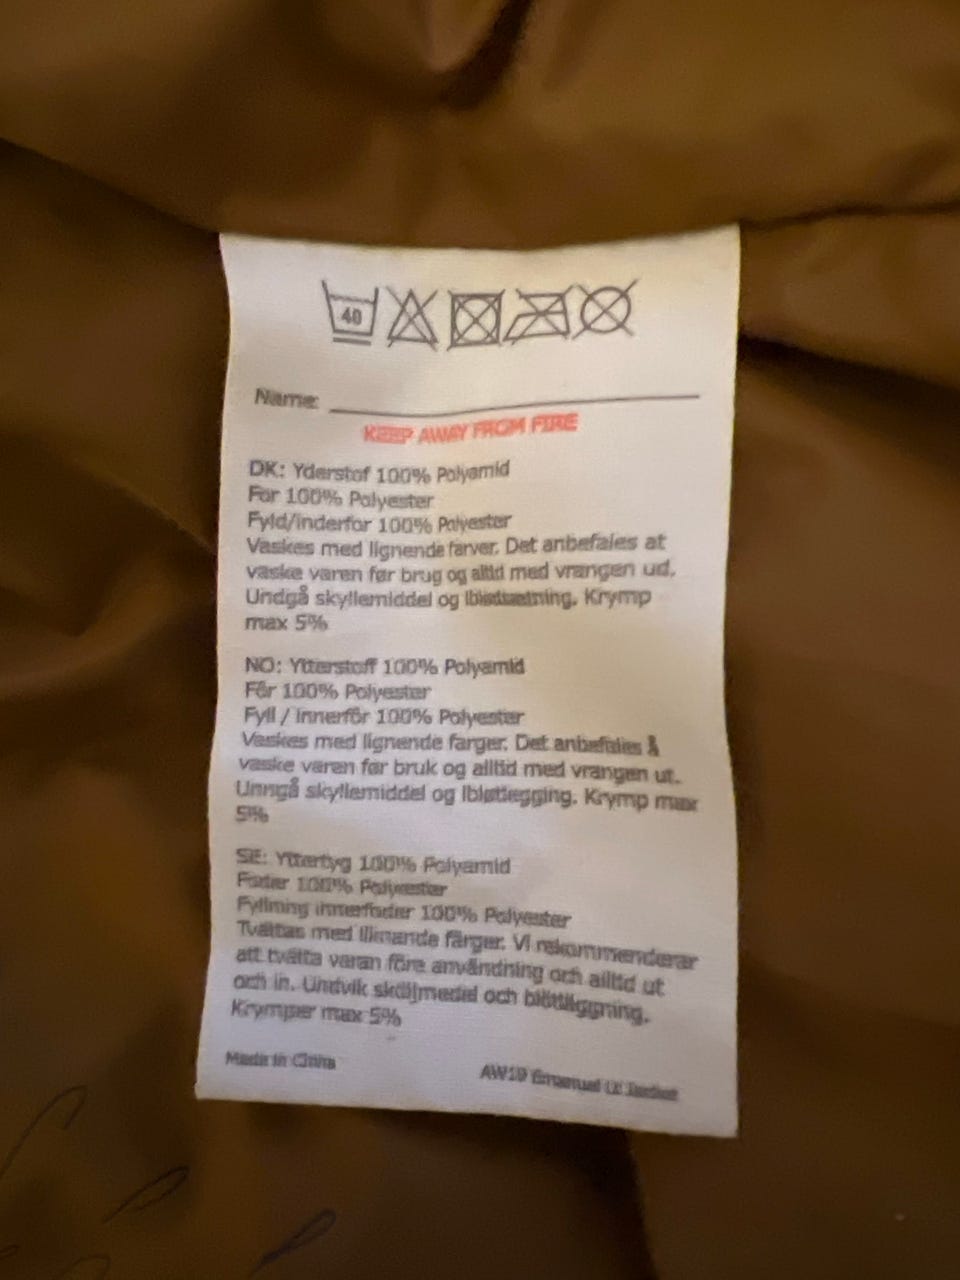 40
Name:
KEEP AWAY FROM FIRE
DK: Yderstof 100% Polyamid
For 100% Polyester
Fyld/inderfor 100% Polyester
Vaskes med lignende farver. Det anbefales at
vaske varen før brug og altid med vrangen ud.
Undgå skyllemiddel og iblødsætning. Krymp
max 5%
NO: Ytterstoff 100% Polyamid
Fôr 100% Polyester
Fyll / innerfôr 100% Polyester
Vaskes med lignende farger. Det anbefales å
vaske varen før bruk og alltid med vrangen ut.
Unngå skyllemiddel og Ibløtlegging. Krymp max
5%
SE: Yttertyg 100% Polyamid
Foder 100% Polyester
Fyllning innerfoder 100% Polyester
Tvättas med liknande färger. Vi rekommenderar
att tvätta varan före användning och alltid ut
och in. Undvik sköljmedel och blötläggning.
Krymper max 5%
Made in China
AW19 Emanuel Jacket